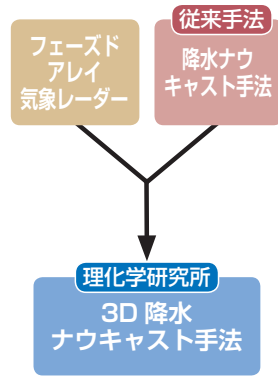 フェーズド
アレイ
気象レーダー
従来手法
降水ナウ
キャスト手法
理化学研究所
3D 降水
ナウキャスト手法